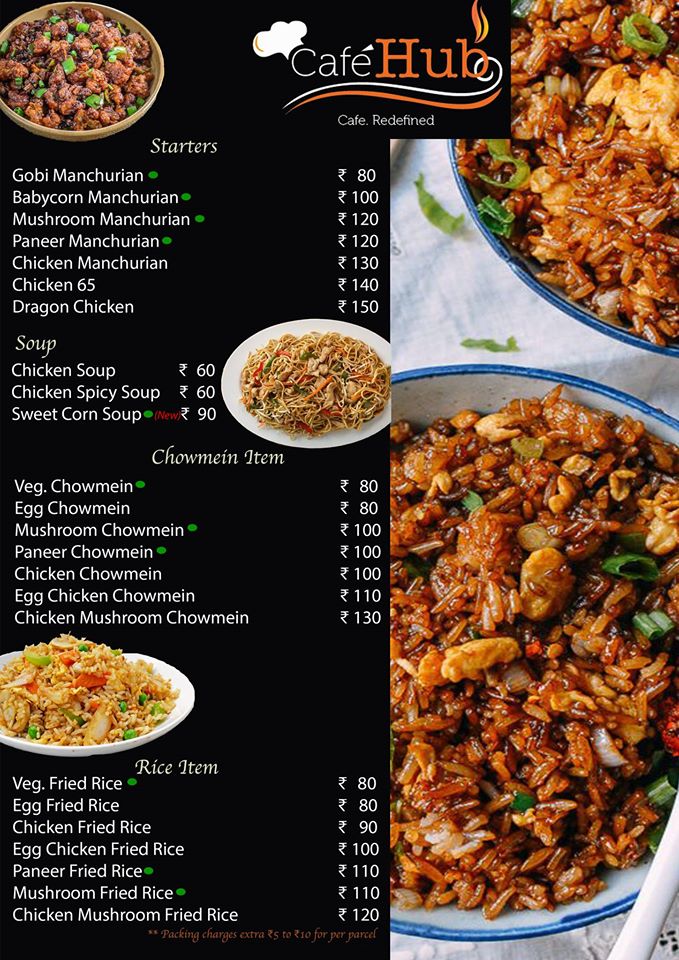 CaféHub
Cafe. Redefined
Starters
Gobi Manchurian ₹ 80
Babycorn Manchurian ₹ 100
Mushroom Manchurian ₹ 120
Paneer Manchurian ₹ 120
Chicken Manchurian ₹ 130
Chicken 65 ₹ 140
Dragon Chicken ₹ 150
Soup
Chicken Soup ₹ 60
Chicken Spicy Soup ₹ 60
Sweet Corn Soup (New) ₹ 90
Chowmein Item
Veg. Chowmein ₹ 80
Egg Chowmein ₹ 80
Mushroom Chowmein ₹ 100
Paneer Chowmein ₹ 100
Chicken Chowmein ₹ 100
Egg Chicken Chowmein ₹ 110
Chicken Mushroom Chowmein ₹ 130
Rice Item
Veg. Fried Rice ₹ 80
Egg Fried Rice ₹ 80
Chicken Fried Rice ₹ 90
Egg Chicken Fried Rice ₹ 100
Paneer Fried Rice ₹ 110
Mushroom Fried Rice ₹ 110
Chicken Mushroom Fried Rice ₹ 120
** Packing charges extra ₹5 to ₹10 for per parcel